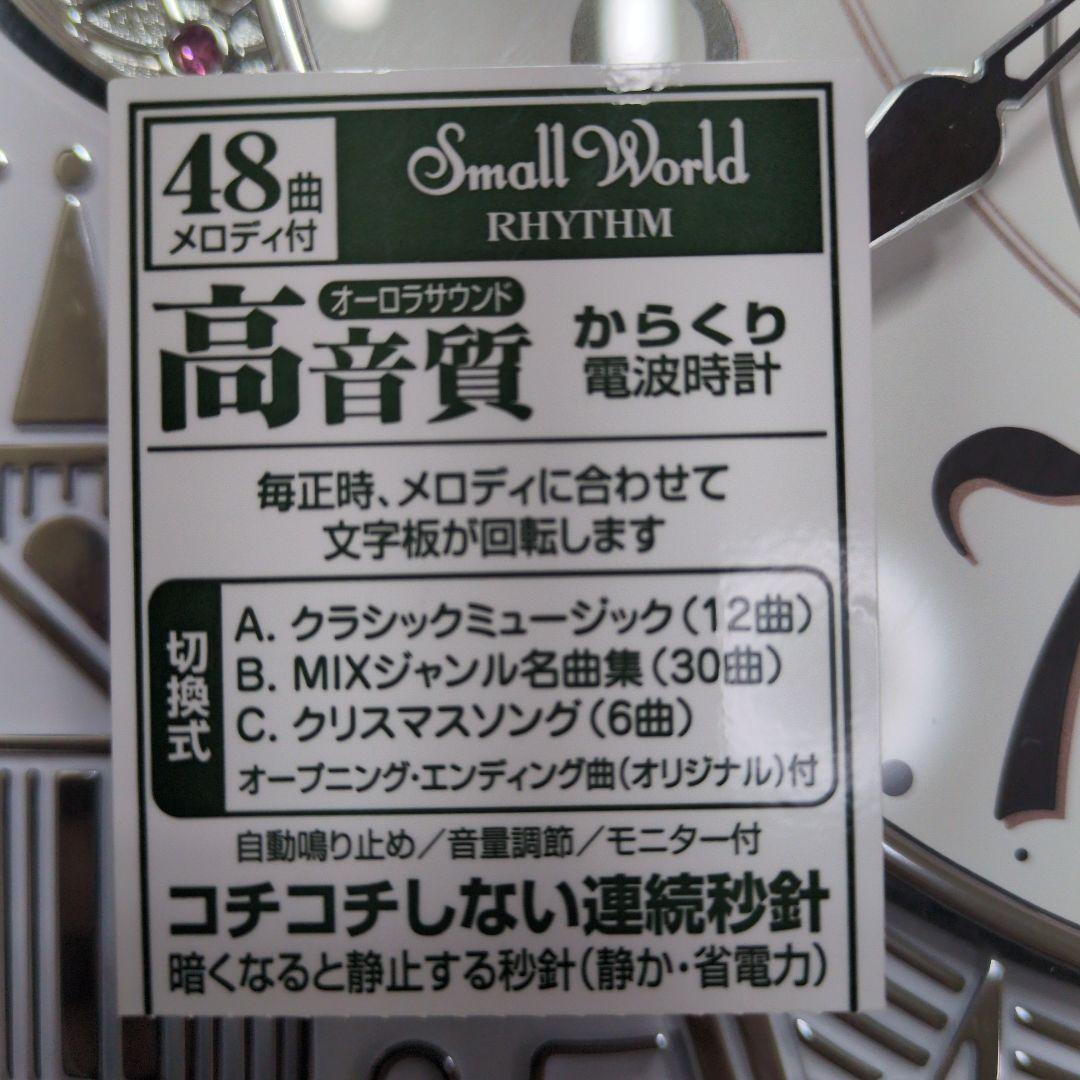 48曲
メロディ付
Small World
RHYTHM
オーロラサウンド
高音質
からくり
電波時計
毎正時、メロディに合わせて
文字板が回転します
切換式
A. クラシックミュージック(12曲)
B. MIXジャンル名曲集(30曲)
C. クリスマスソング(6曲)
オープニング・エンディング曲(オリジナル)付
自動鳴り止め/音量調節/モニター付
コチコチしない連続秒針
暗くなると静止する秒針(静か・省電力)
7